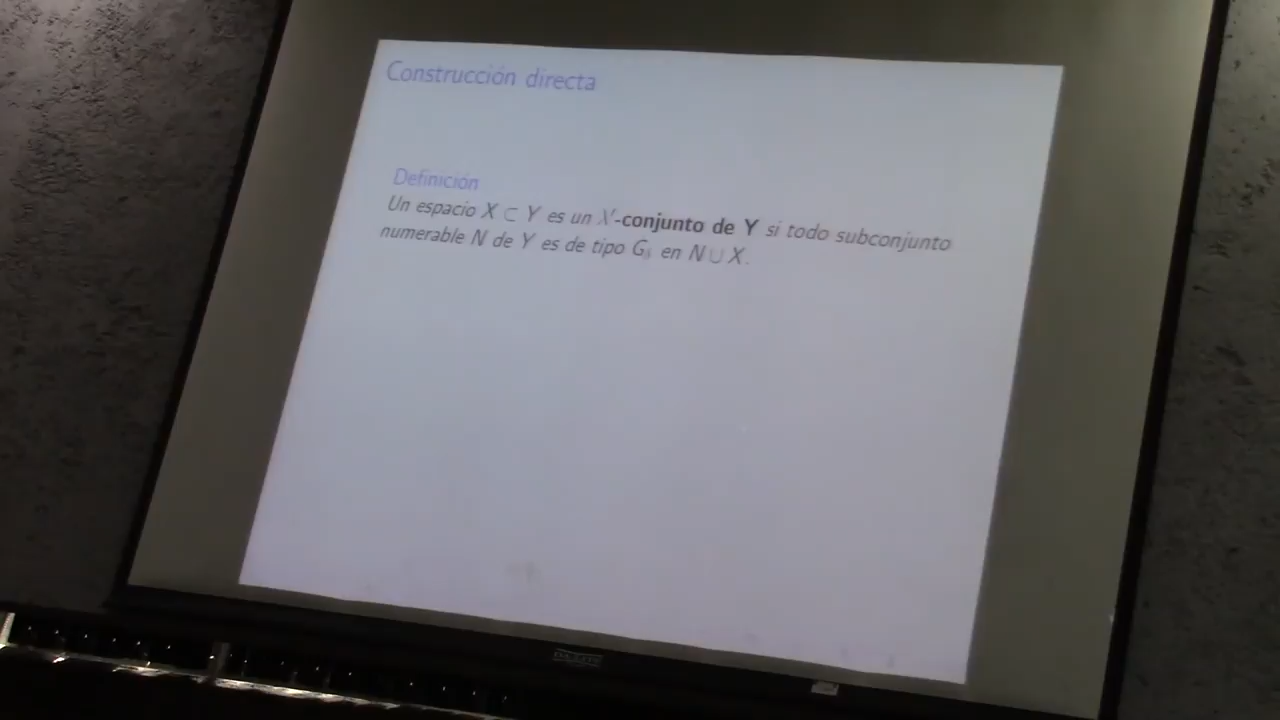 Construcción directa
Definición
Un espacio X ⊂ Y es un λ'-conjunto de Y si todo subconjunto
numerable N de Y es de tipo G_δ en N ∪ X.